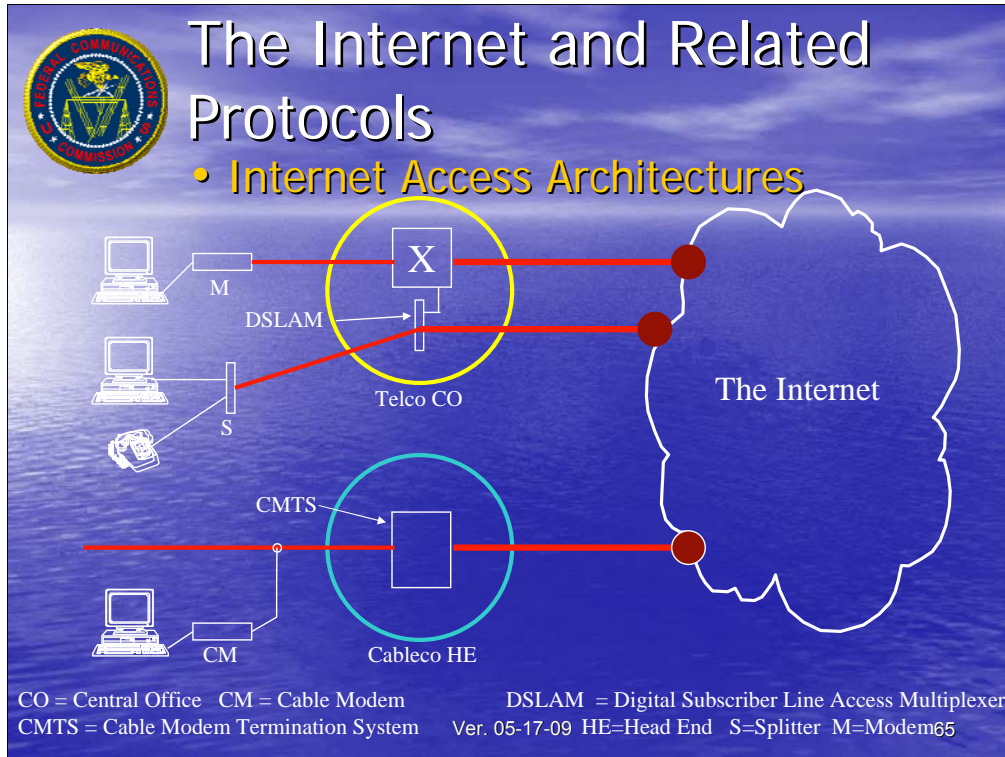 The Internet and Related
Protocols
• Internet Access Architectures
FEDERAL COMMUNICATIONS
COMMISSION
U S
M
X
DSLAM
Telco CO
S
The Internet
CMTS
CM
Cableco HE
CO = Central Office CM = Cable Modem DSLAM = Digital Subscriber Line Access Multiplexer
CMTS = Cable Modem Termination System Ver. 05-17-09 HE=Head End S=Splitter M=Modem 65